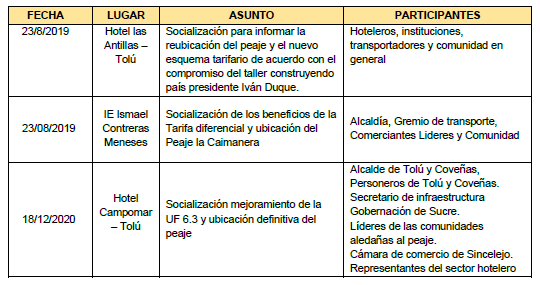 FECHA LUGAR ASUNTO PARTICIPANTES
23/8/2019
Hotel las
Antillas –
Tolú
Socialización para informar la
reubicación del peaje y el nuevo
esquema tarifario de acuerdo con el
compromiso del taller construyendo
país presidente Iván Duque.
Hoteleros, instituciones,
transportadores y comunidad en
general
23/08/2019
IE Ismael
Contreras
Meneses
Socialización de los beneficios de la
Tarifa diferencial y ubicación del
Peaje la Caimanera
Alcaldía, Gremio de transporte,
Comerciantes Lideres y Comunidad
18/12/2020
Hotel
Campomar
– Tolú
Socialización mejoramiento de la
UF 6.3 y ubicación definitiva del
peaje
Alcalde de Tolú y Coveñas,
Personeros de Tolú y Coveñas.
Secretario de infraestructura
Gobernación de Sucre.
Líderes de las comunidades
aledañas al peaje.
Cámara de comercio de Sincelejo.
Representantes del sector hotelero